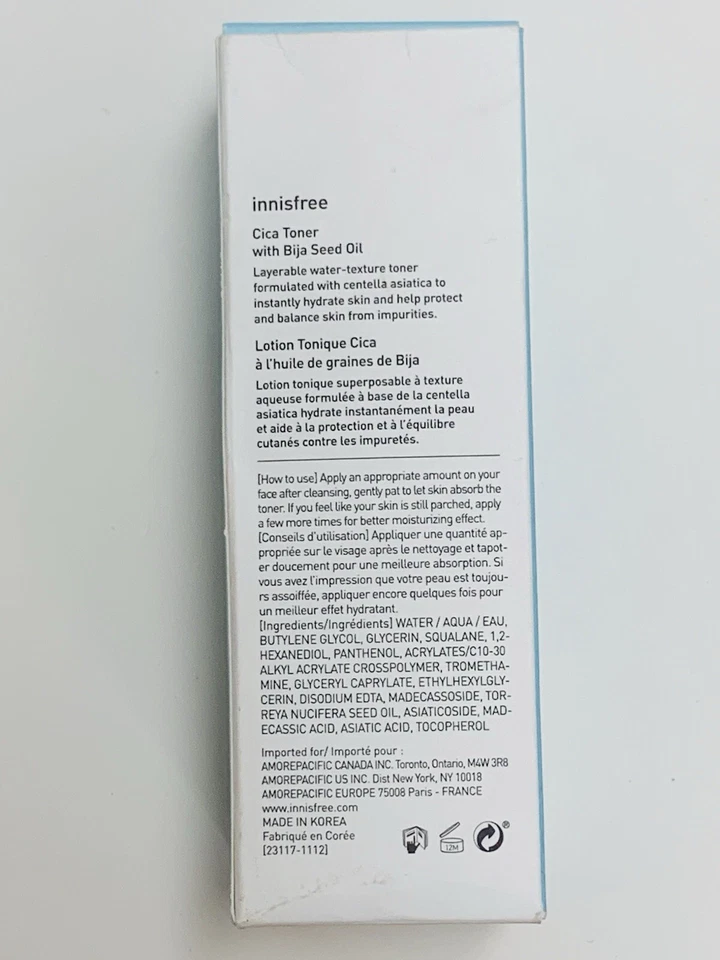 innisfree
Cica Toner
with Bija Seed Oil
Layerable water-texture toner
formulated with centella asiatica to
instantly hydrate skin and help protect
and balance skin from impurities.
Lotion Tonique Cica
à l'huile de graines de Bija
Lotion tonique superposable à texture
aqueuse formulée à base de la centella
asiatica hydrate instantanément la peau
et aide à la protection et à l'équilibre
cutanés contre les impuretés.
[How to use] Apply an appropriate amount on your
face after cleansing, gently pat to let skin absorb the
toner. If you feel like your skin is still parched, apply
a few more times for better moisturizing effect.
[Conseils d'utilisation] Appliquer une quantité ap-
propriée sur le visage après le nettoyage et tapot-
er doucement pour une meilleure absorption. Si
vous avez l'impression que votre peau est toujou-
rs assoiffée, appliquer encore quelques fois pour
un meilleur effet hydratant.
[Ingredients/Ingrédients] WATER / AQUA / EAU,
BUTYLENE GLYCOL, GLYCERIN, SQUALANE, 1,2-
HEXANEDIOL, PANTHENOL, ACRYLATES/C10-30
ALKYL ACRYLATE CROSSPOLYMER, TROMETHA-
MINE, GLYCERYL CAPRYLATE, ETHYLHEXYLGLY-
CERIN, DISODIUM EDTA, MADECASSOSIDE, TOR-
REYA NUCIFERA SEED OIL, ASIATICOSIDE, MAD-
ECASSIC ACID, ASIATIC ACID, TOCOPHEROL
Imported for/ Importé pour :
AMOREPACIFIC CANADA INC. Toronto, Ontario, M4W 3R8
AMOREPACIFIC US INC. Dist New York, NY 10018
AMOREPACIFIC EUROPE 75008 Paris - FRANCE
www.innisfree.com
MADE IN KOREA
Fabriqué en Corée
[23117-1112]
12M
®